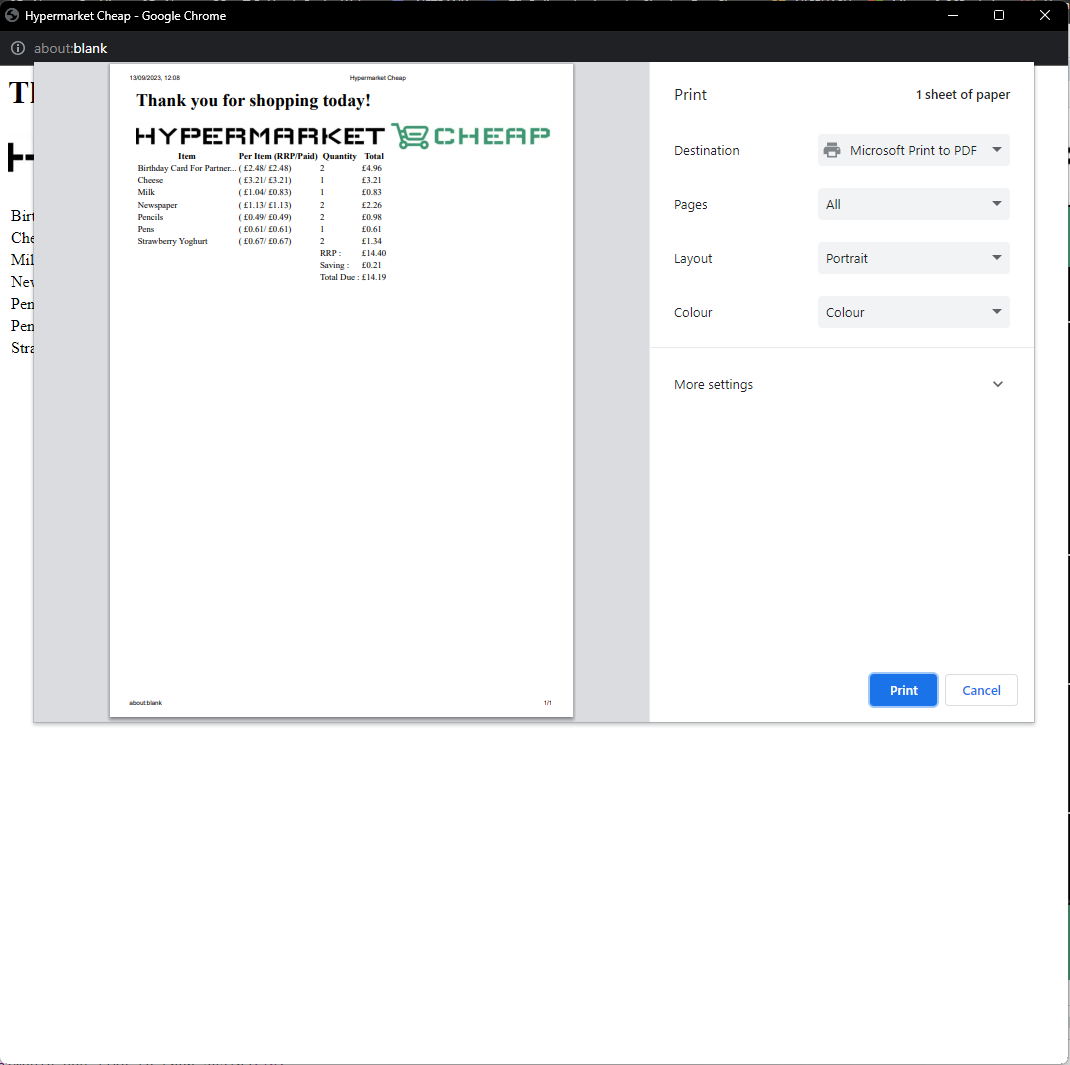 Hypermarket Cheap - Google Chrome
about:blank
13/09/2023, 12:08 Hypermarket Cheap
Thank you for shopping today!
HYPERMARKET CHEAP
Item Per Item (RRP/Paid) Quantity Total
Birthday Card For Partner... ( £2.48/ £2.48) 2 £4.96
Cheese ( £3.21/ £3.21) 1 £3.21
Milk ( £1.04/ £0.83) 1 £0.83
Newspaper ( £1.13/ £1.13) 2 £2.26
Pencils ( £0.49/ £0.49) 2 £0.98
Pens ( £0.61/ £0.61) 1 £0.61
Strawberry Yoghurt ( £0.67/ £0.67) 2 £1.34
RRP : £14.40
Saving : £0.21
Total Due : £14.19
about:blank 1/1
Print 1 sheet of paper
Destination Microsoft Print to PDF
Pages All
Layout Portrait
Colour Colour
More settings
Print Cancel
Birt
Che
Mil
Nev
Pen
Pen
Stra